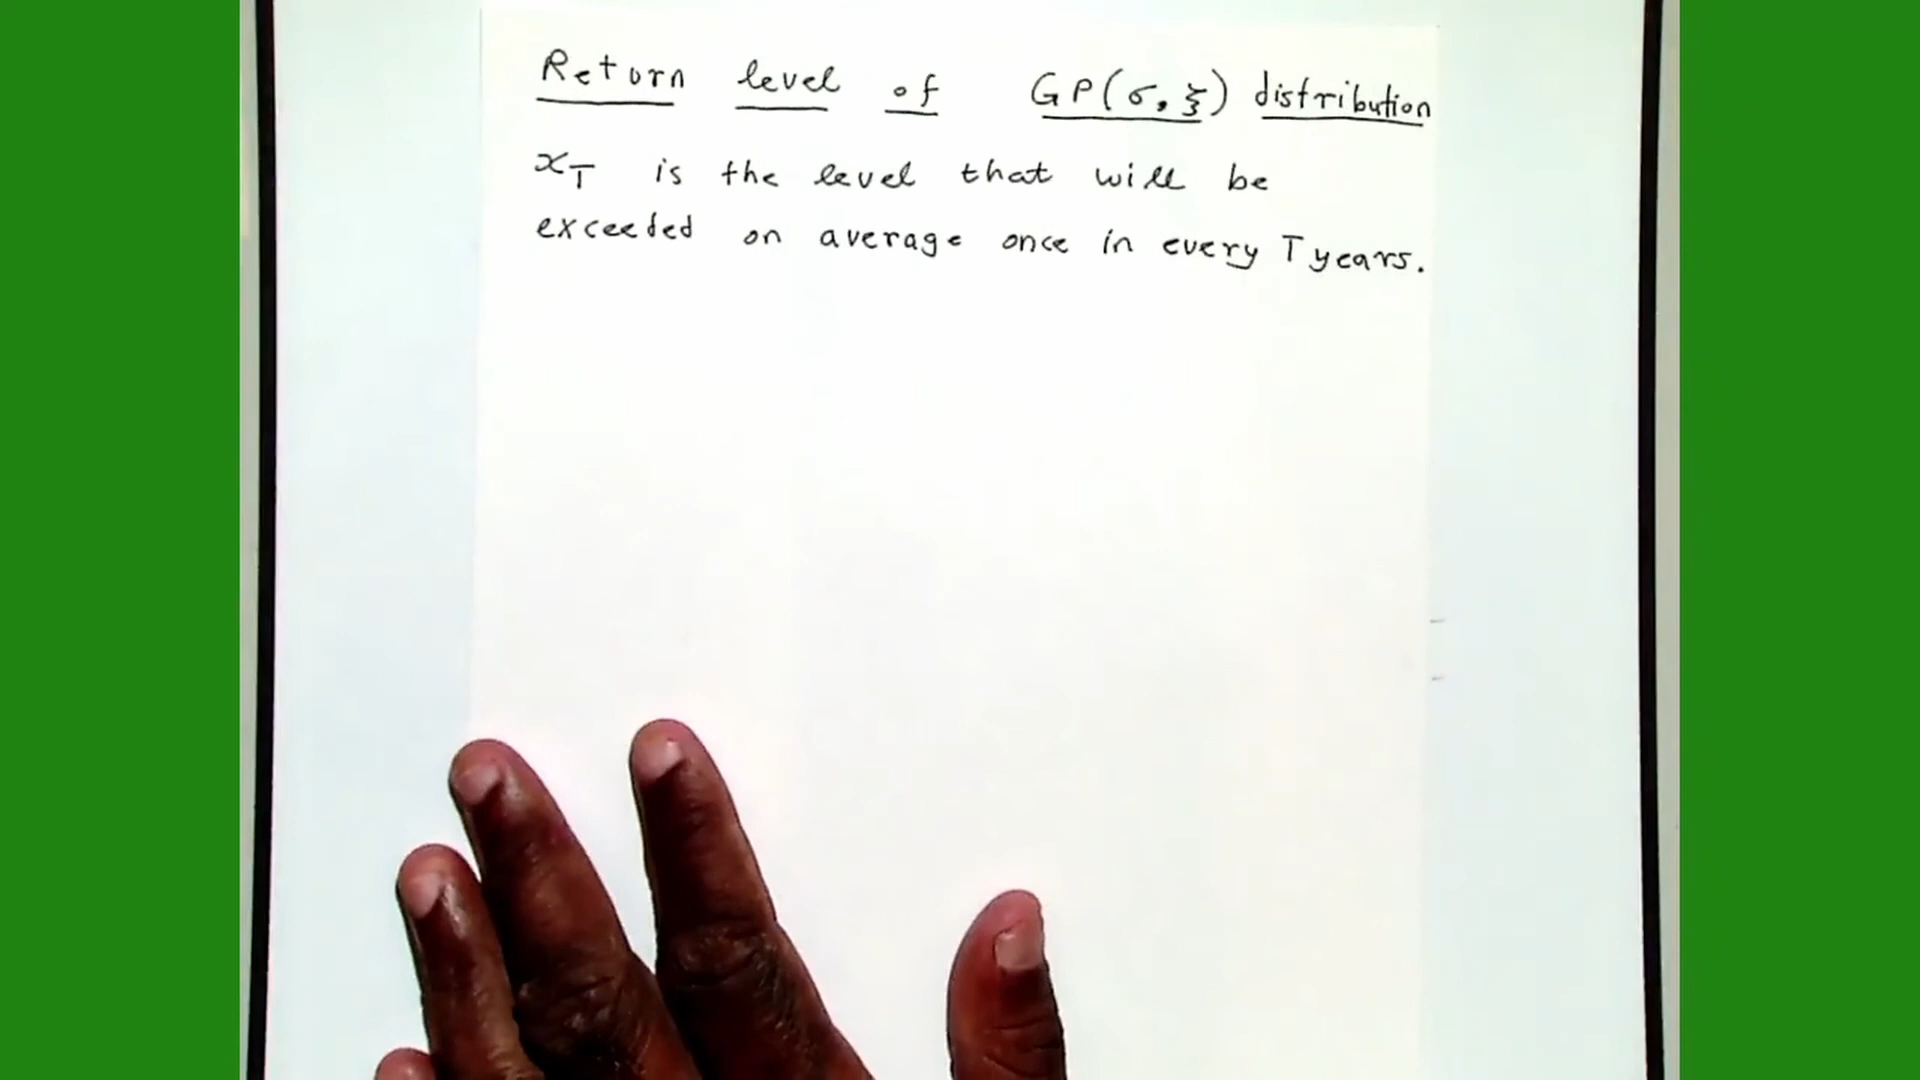 Return level of GP(σ, ξ) distribution
x_T is the level that will be
exceeded on average once in every T years.